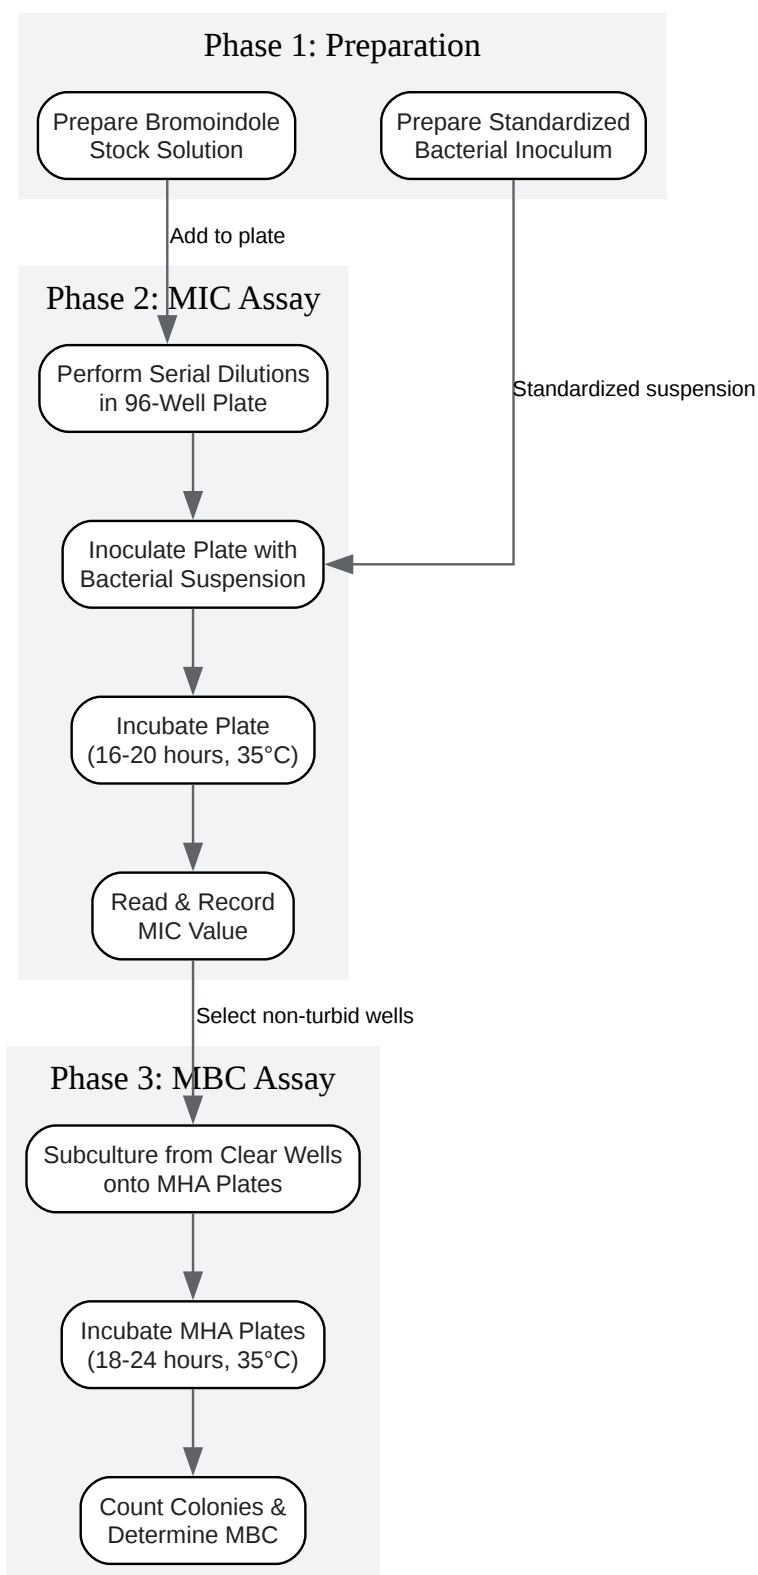 Phase 1: Preparation
Prepare Bromoindole
Stock Solution
Prepare Standardized
Bacterial Inoculum
Add to plate
Phase 2: MIC Assay
Perform Serial Dilutions
in 96-Well Plate
Standardized suspension
Inoculate Plate with
Bacterial Suspension
Incubate Plate
(16-20 hours, 35°C)
Read & Record
MIC Value
Select non-turbid wells
Phase 3: MBC Assay
Subculture from Clear Wells
onto MHA Plates
Incubate MHA Plates
(18-24 hours, 35°C)
Count Colonies &
Determine MBC